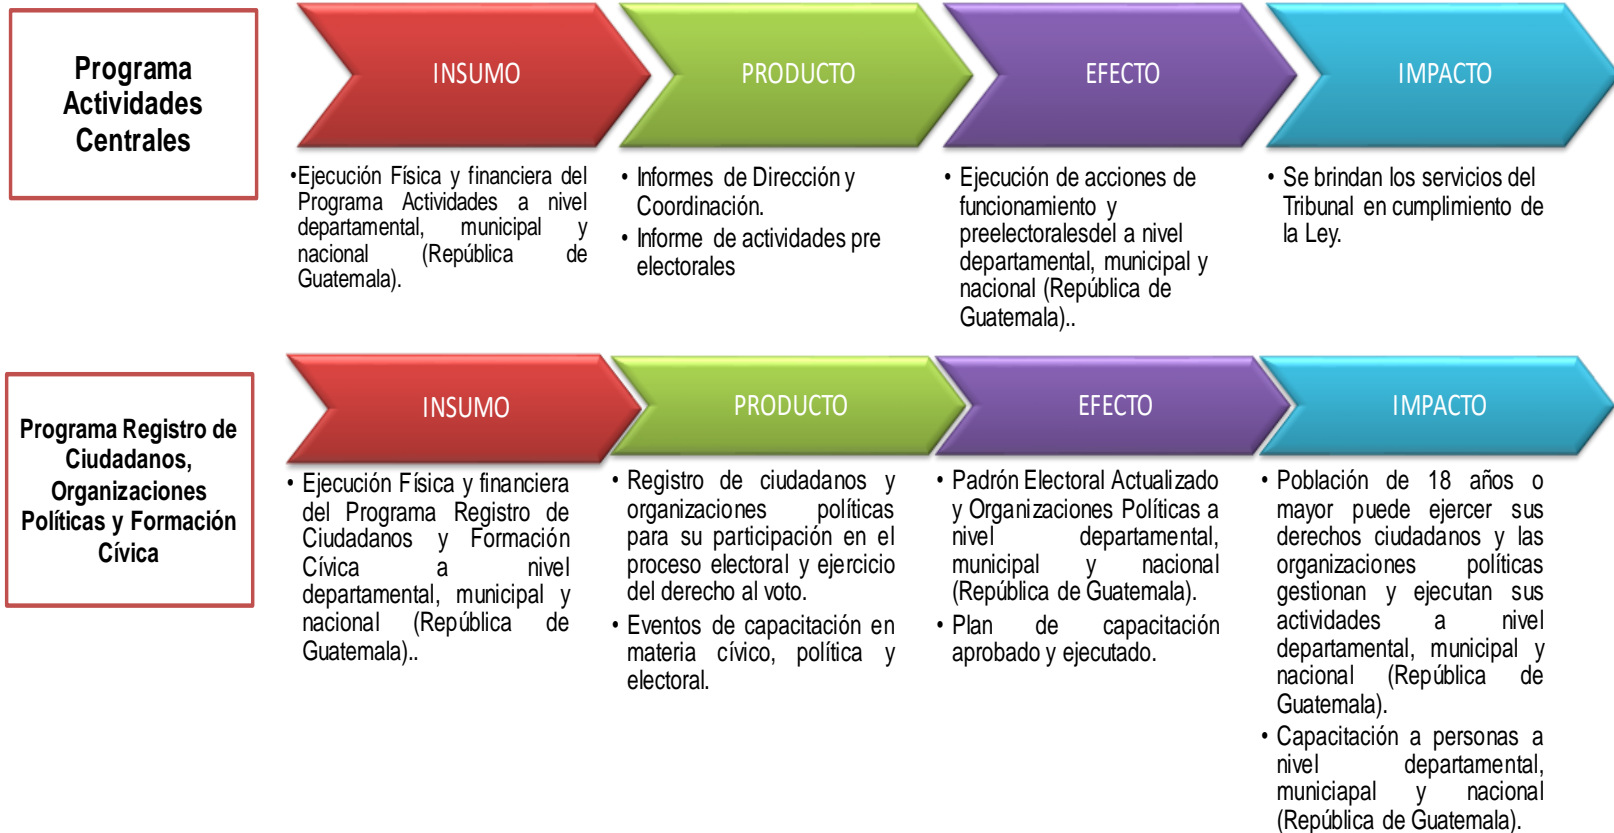 Programa
Actividades
Centrales
INSUMO
PRODUCTO
EFECTO
IMPACTO
•Ejecución Física y financiera del
Programa Actividades a nivel
departamental, municipal y
nacional (República de
Guatemala).
• Informes de Dirección y
Coordinación.
• Informe de actividades pre
electorales
• Ejecución de acciones de
funcionamiento y
preelectoralesdel a nivel
departamental, municipal y
nacional (República de
Guatemala)..
• Se brindan los servicios del
Tribunal en cumplimiento de
la Ley.
Programa Registro de
Ciudadanos,
Organizaciones
Políticas y Formación
Cívica
INSUMO
PRODUCTO
EFECTO
IMPACTO
• Ejecución Física y financiera
del Programa Registro de
Ciudadanos y Formación
Cívica a nivel
departamental, municipal y
nacional (República de
Guatemala)..
• Registro de ciudadanos y
organizaciones políticas
para su participación en el
proceso electoral y ejercicio
del derecho al voto.
• Eventos de capacitación en
materia cívico, política y
electoral.
• Padrón Electoral Actualizado
y Organizaciones Políticas a
nivel departamental,
municipal y nacional
(República de Guatemala).
• Plan de capacitación
aprobado y ejecutado.
• Población de 18 años o
mayor puede ejercer sus
derechos ciudadanos y las
organizaciones políticas
gestionan y ejecutan sus
actividades a nivel
departamental, municipal y
nacional (República de
Guatemala).
• Capacitación a personas a
nivel departamental,
municiapal y nacional
(República de Guatemala).